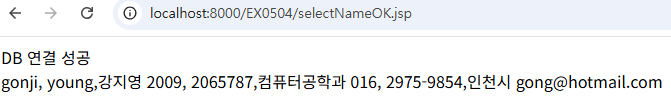 localhost:8000/EX0504/selectNameOK.jsp
DB 연결 성공
gonji, young,강지영 2009, 2065787,컴퓨터공학과 016, 2975-9854,인천시 gong@hotmail.com